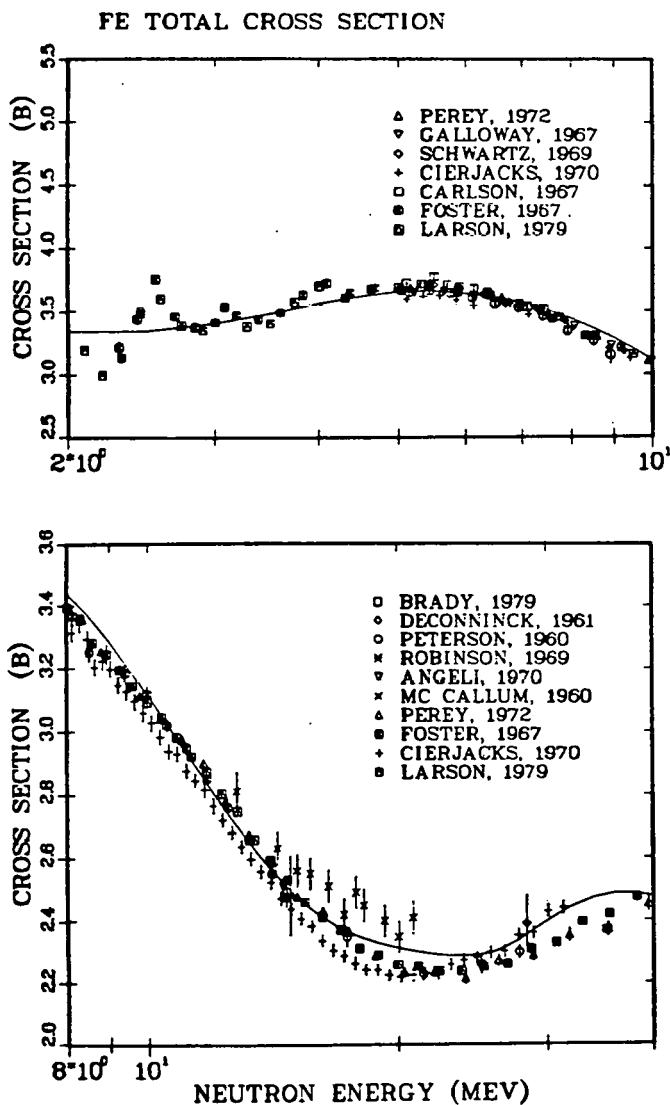 FE TOTAL CROSS SECTION
CROSS SECTION (B)
5.5
5.0
4.5
4.0
3.5
3.0
2.5
PEREY, 1972
GALLOWAY, 1967
SCHWARTZ, 1969
CIERJACKS, 1970
CARLSON, 1967
FOSTER, 1967
LARSON, 1979
2*10⁰
10¹
CROSS SECTION (B)
3.6
3.4
3.2
3.0
2.8
2.6
2.4
2.2
2.0
BRADY, 1979
DECONNINCK, 1961
PETERSON, 1960
ROBINSON, 1969
ANGELI, 1970
MC CALLUM, 1960
PEREY, 1972
FOSTER, 1967
CIERJACKS, 1970
LARSON, 1979
8*10⁰
10¹
NEUTRON ENERGY (MEV)